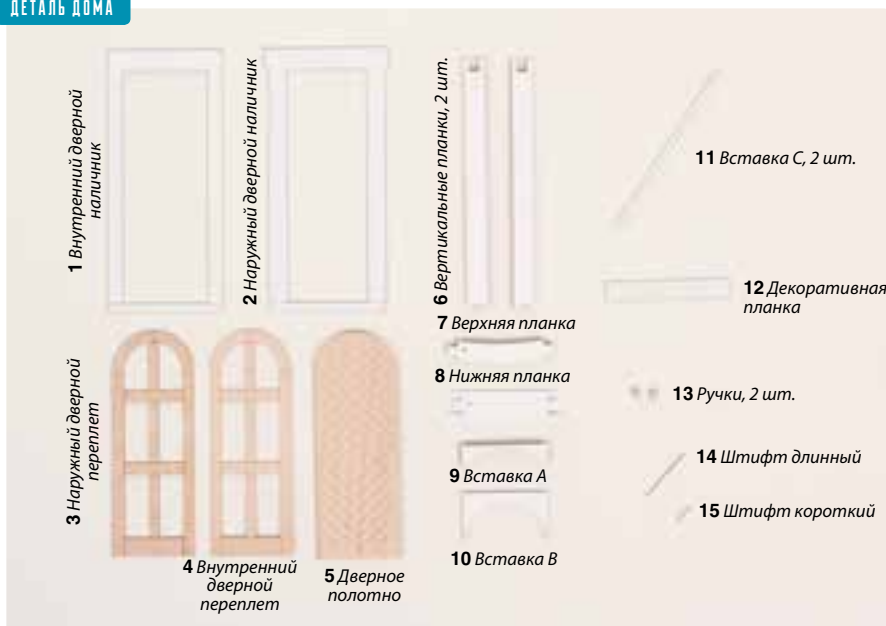 ДЕТАЛЬ ДОМА
1 Внутренний дверной
наличник
2 Наружный дверной наличник
3 Наружный дверной
переплет
4 Внутренний
дверной
переплет
5 Дверное
полотно
6 Вертикальные планки, 2 шт.
7 Верхняя планка
8 Нижняя планка
9 Вставка А
10 Вставка В
11 Вставка С, 2 шт.
12 Декоративная
планка
13 Ручки, 2 шт.
14 Штифт длинный
15 Штифт короткий